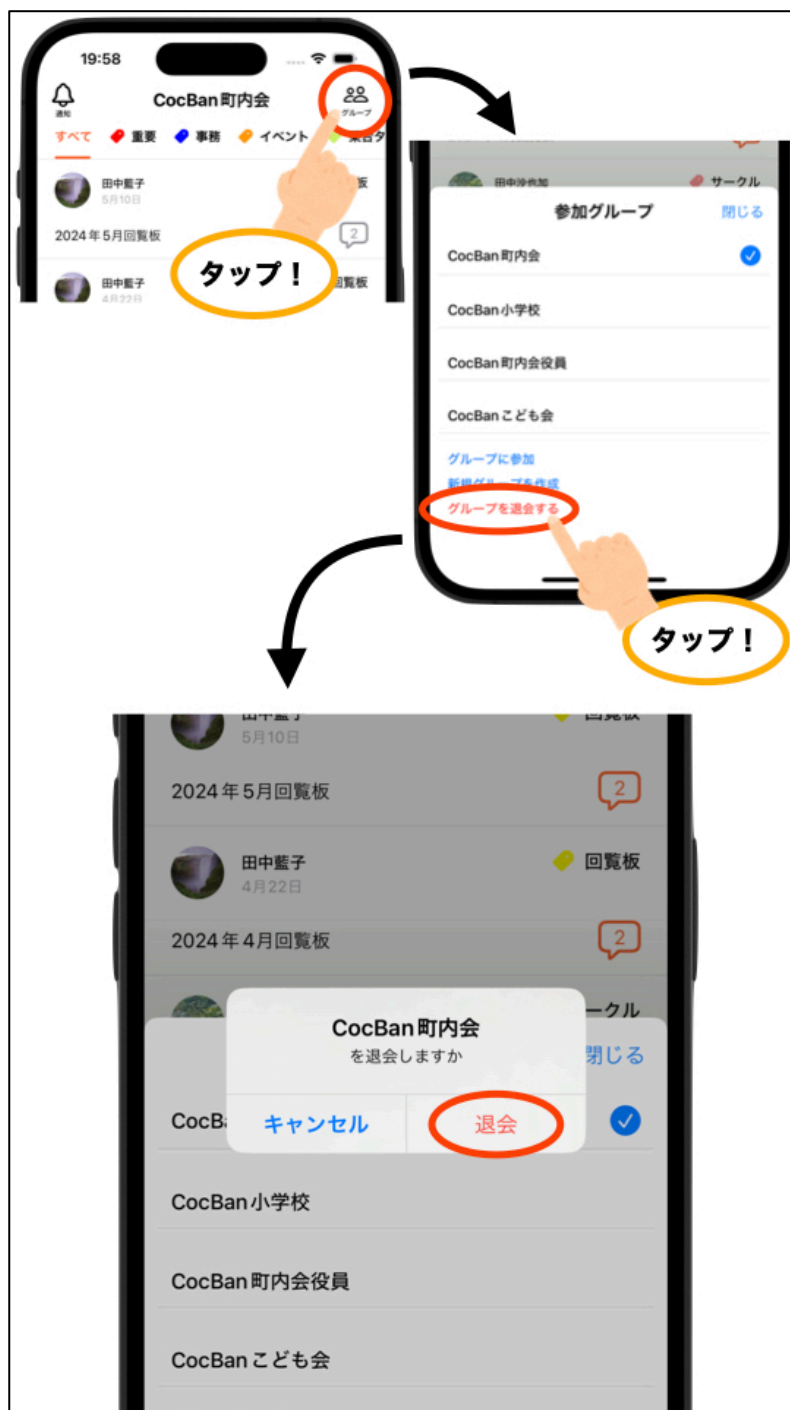 19:58
通知
CocBan町内会
グループ
すべて 重要 事務 イベント
田中藍子
5月10日
2024年5月回覧板
2
田中藍子
回覧板
4月22日
タップ！
田中沙也加
サークル
参加グループ
閉じる
CocBan町内会
CocBan小学校
CocBan町内会役員
CocBanこども会
グループに参加
新規グループを作成
グループを退会する
タップ！
田中藍子
回覧板
5月10日
2024年5月回覧板
2
田中藍子
回覧板
4月22日
2024年4月回覧板
2
ークル
CocBan町内会
を退会しますか
閉じる
CocB
キャンセル
退会
CocBan小学校
CocBan町内会役員
CocBanこども会